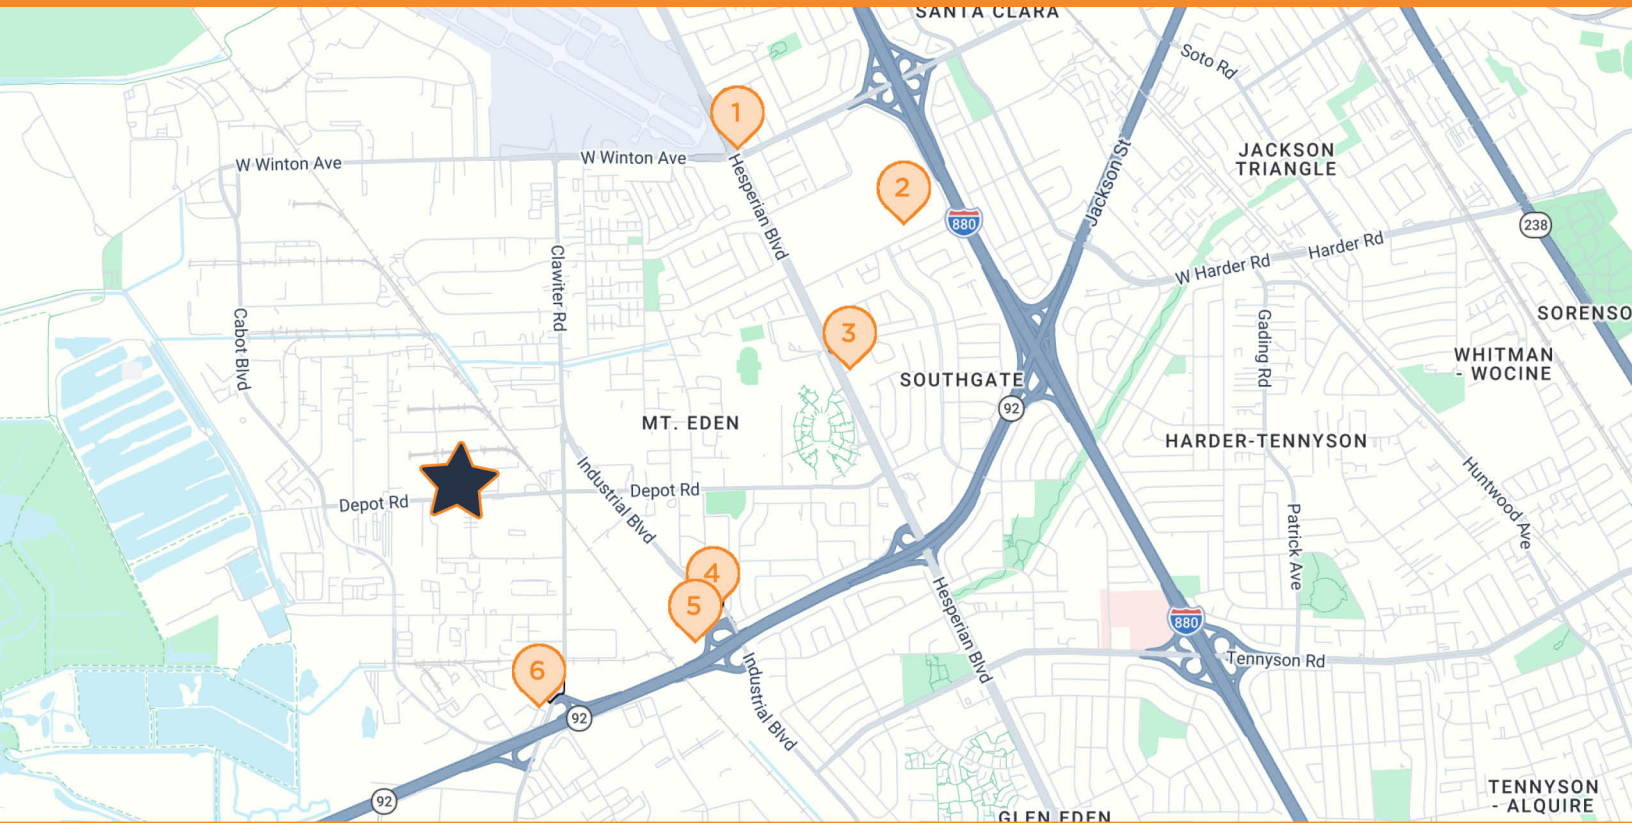 SANTA CLARA
Soto Rd
1
W Winton Ave
W Winton Ave
JACKSON
TRIANGLE
Jackson St
Hesperian Blvd
2
880
238
Harder Rd
W Harder Rd
Clawiter Rd
Cabot Blvd
3
SORENSO
Gading Rd
WHITMAN
- WOCINE
SOUTHGATE
92
MT. EDEN
HARDER-TENNYSON
Depot Rd
Depot Rd
Industrial Blvd
Huntwood Ave
Patrick Ave
4
5
Hesperian Blvd
880
6
Tennyson Rd
Industrial Blvd
92
92
TENNYSON
- ALQUIRE
GLEN EDEN